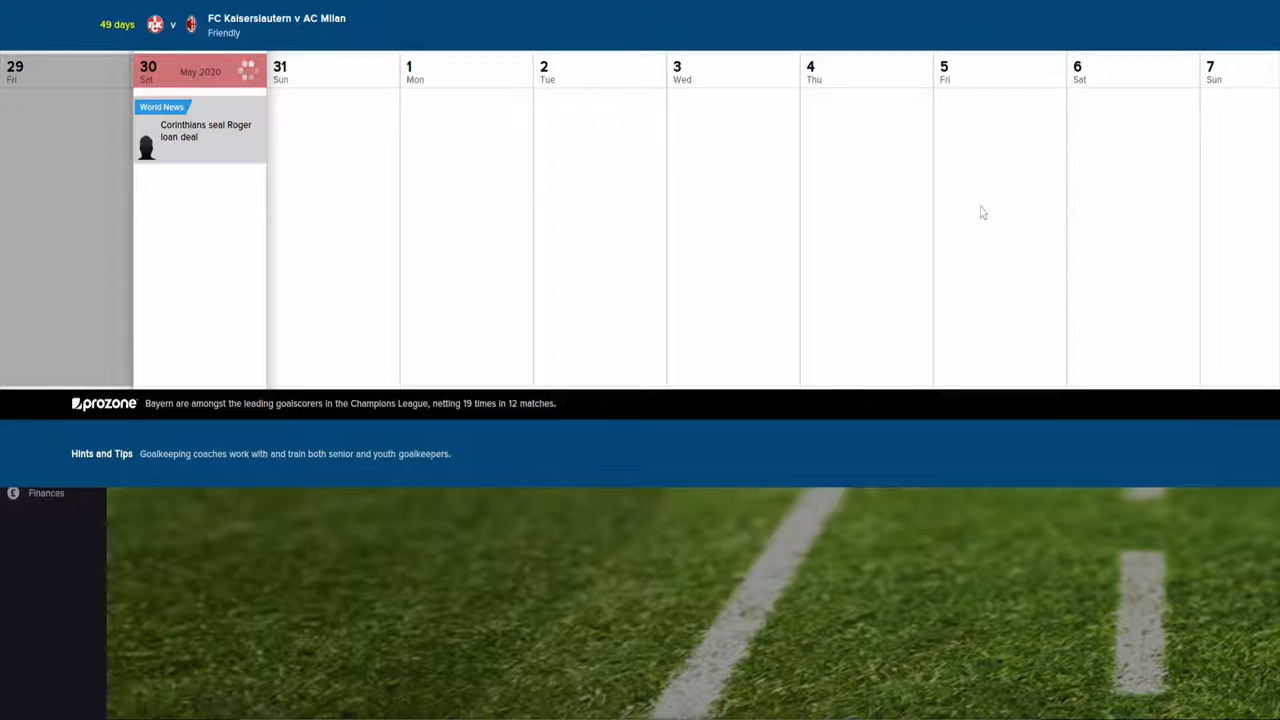 49 days
v
FC Kaiserslautern v AC Milan
Friendly
29
Fri
30
Sat
May 2020
31
Sun
1
Mon
2
Tue
3
Wed
4
Thu
5
Fri
6
Sat
7
Sun
World News
Corinthians seal Roger
loan deal
prozone Bayern are amongst the leading goalscorers in the Champions League, netting 19 times in 12 matches.
Hints and Tips Goalkeeping coaches work with and train both senior and youth goalkeepers.
£ Finances